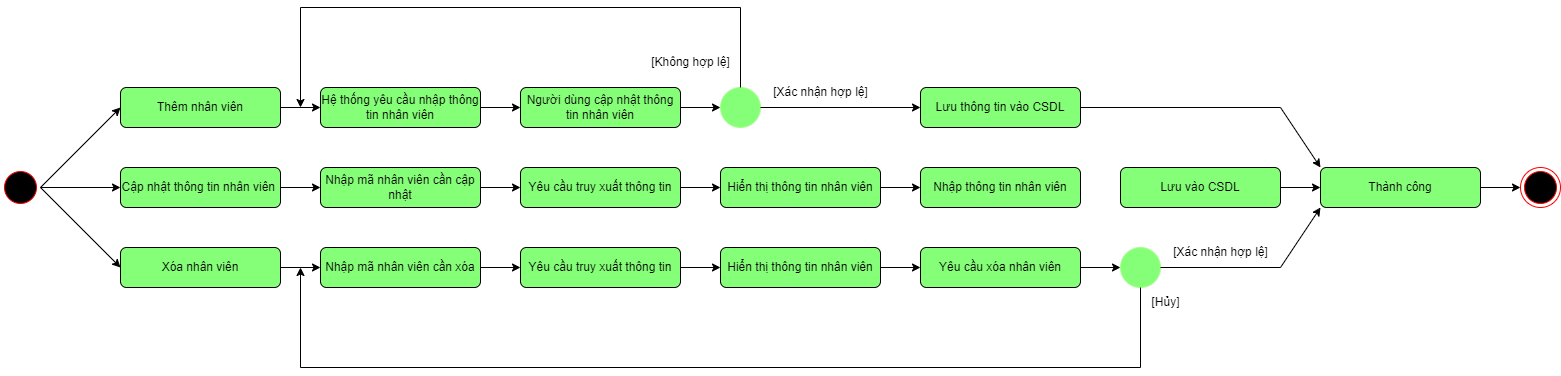 [Không hợp lệ]
[Xác nhận hợp lệ]
Thêm nhân viên
Hệ thống yêu cầu nhập thông
tin nhân viên
Người dùng cập nhật thông
tin nhân viên
Lưu thông tin vào CSDL
Cập nhật thông tin nhân viên
Nhập mã nhân viên cần cập
nhật
Yêu cầu truy xuất thông tin
Hiển thị thông tin nhân viên
Nhập thông tin nhân viên
Lưu vào CSDL
Thành công
Xóa nhân viên
Nhập mã nhân viên cần xóa
Yêu cầu truy xuất thông tin
Hiển thị thông tin nhân viên
Yêu cầu xóa nhân viên
[Xác nhận hợp lệ]
[Hủy]